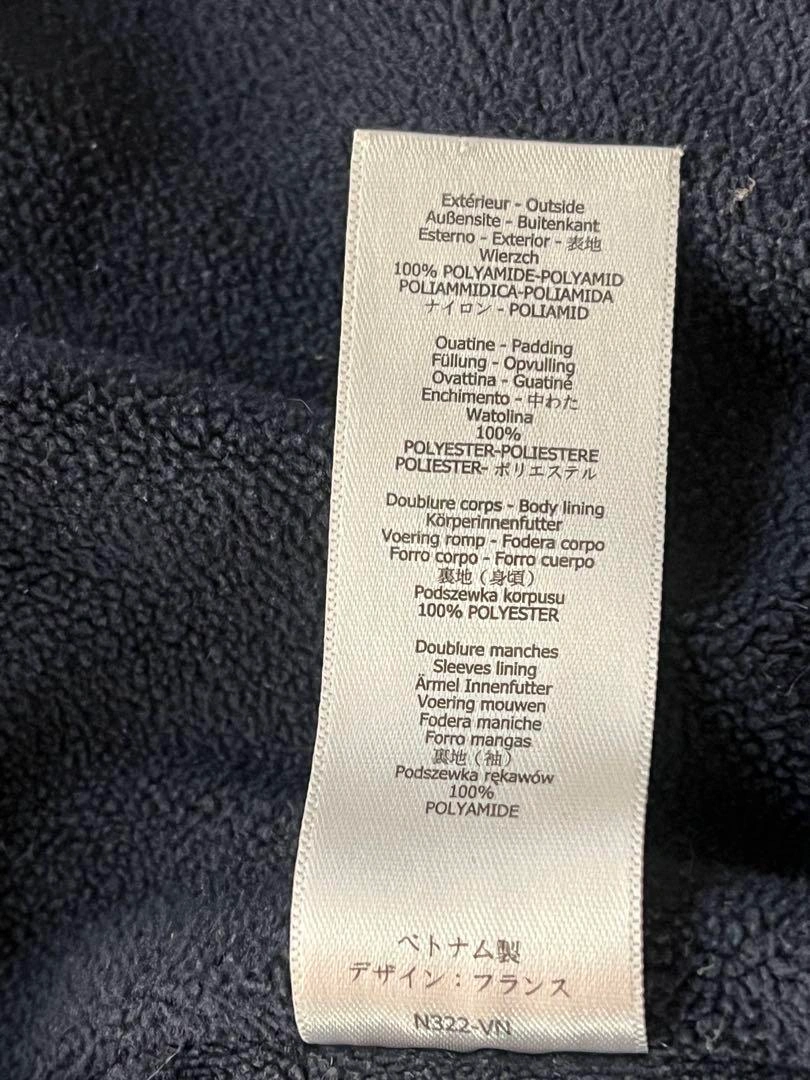 Extérieur - Outside
Außensite - Buitenkant
Esterno - Exterior - 表地
Wierzch
100% POLYAMIDE-POLYAMID
POLIAMMIDICA-POLIAMIDA
ナイロン - POLIAMID
Ouatine - Padding
Füllung - Opvulling
Ovattina - Guatiné
Enchimento - 中わた
Watolina
100%
POLYESTER-POLIESTERE
POLIESTER- ポリエステル
Doublure corps - Body lining
Körperinnenfutter
Voering romp - Fodera corpo
Forro corpo - Forro cuerpo
裏地（身頃）
Podszewka korpusu
100% POLYESTER
Doublure manches
Sleeves lining
Ärmel Innenfutter
Voering mouwen
Fodera maniche
Forro mangas
裏地（袖）
Podszewka rękawów
100%
POLYAMIDE
ベトナム製
デザイン：フランス
N322-VN